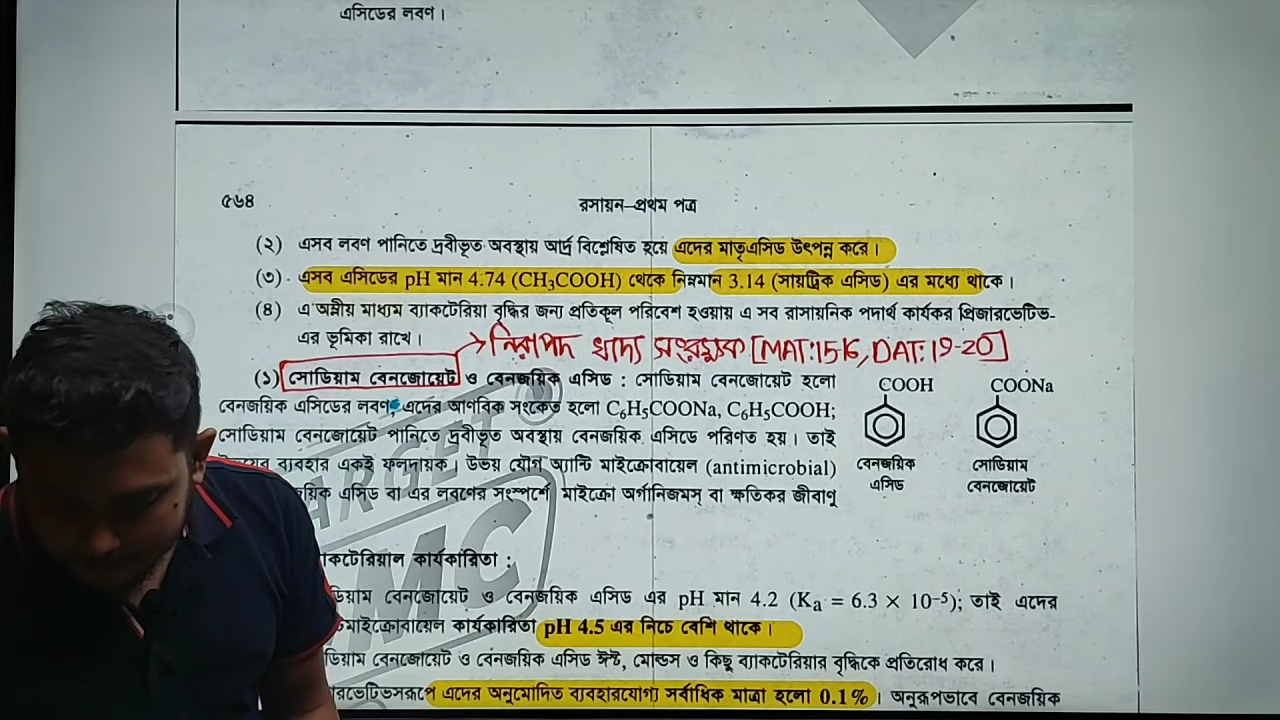 এসিডের লবণ।
৫৬৪
রসায়ন—প্রথম পত্র
(২) এসব লবণ পানিতে দ্রবীভূত অবস্থায় আর্দ্র বিশ্লেষিত হয়ে এদের মাতৃএসিড উৎপন্ন করে।
(৩) এসব এসিডের pH মান 4.74 (CH₃COOH) থেকে নিম্নমান 3.14 (সায়ট্রিক এসিড) এর মধ্যে থাকে।
(৪) এ অম্লীয় মাধ্যম ব্যাকটেরিয়া বৃদ্ধির জন্য প্রতিকূল পরিবেশ হওয়ায় এ সব রাসায়নিক পদার্থ কার্যকর প্রিজারভেটিভ-
এর ভূমিকা রাখে।
→ নিরাপদ খাদ্য সংরক্ষক [MAT:15-16, DAT:19-20]
(১) সোডিয়াম বেনজোয়েট ও বেনজয়িক এসিড : সোডিয়াম বেনজোয়েট হলো
বেনজয়িক এসিডের লবণ, এদের আণবিক সংকেত হলো C₆H₅COONa, C₆H₅COOH;
সোডিয়াম বেনজোয়েট পানিতে দ্রবীভূত অবস্থায় বেনজয়িক এসিডে পরিণত হয়। তাই
ব্যবহার একই ফলদায়ক। উভয় যৌগ অ্যান্টি মাইক্রোবায়েল (antimicrobial)
য়িক এসিড বা এর লবণের সংস্পর্শে মাইক্রো অর্গানিজমস্ বা ক্ষতিকর জীবাণু
COOH
COONa
বেনজয়িক
এসিড
সোডিয়াম
বেনজোয়েট
TARGET
MC
াকটেরিয়াল কার্যকারিতা :
ডিয়াম বেনজোয়েট ও বেনজয়িক এসিড এর pH মান 4.2 (Kₐ = 6.3 × 10⁻⁵); তাই এদের
মাইক্রোবায়েল কার্যকারিতা pH 4.5 এর নিচে বেশি থাকে।
ডিয়াম বেনজোয়েট ও বেনজয়িক এসিড ঈস্ট, মোল্ডস ও কিছু ব্যাকটেরিয়ার বৃদ্ধিকে প্রতিরোধ করে।
ারভেটিভসরূপে এদের অনুমোদিত ব্যবহারযোগ্য সর্বাধিক মাত্রা হলো 0.1%। অনুরূপভাবে বেনজয়িক